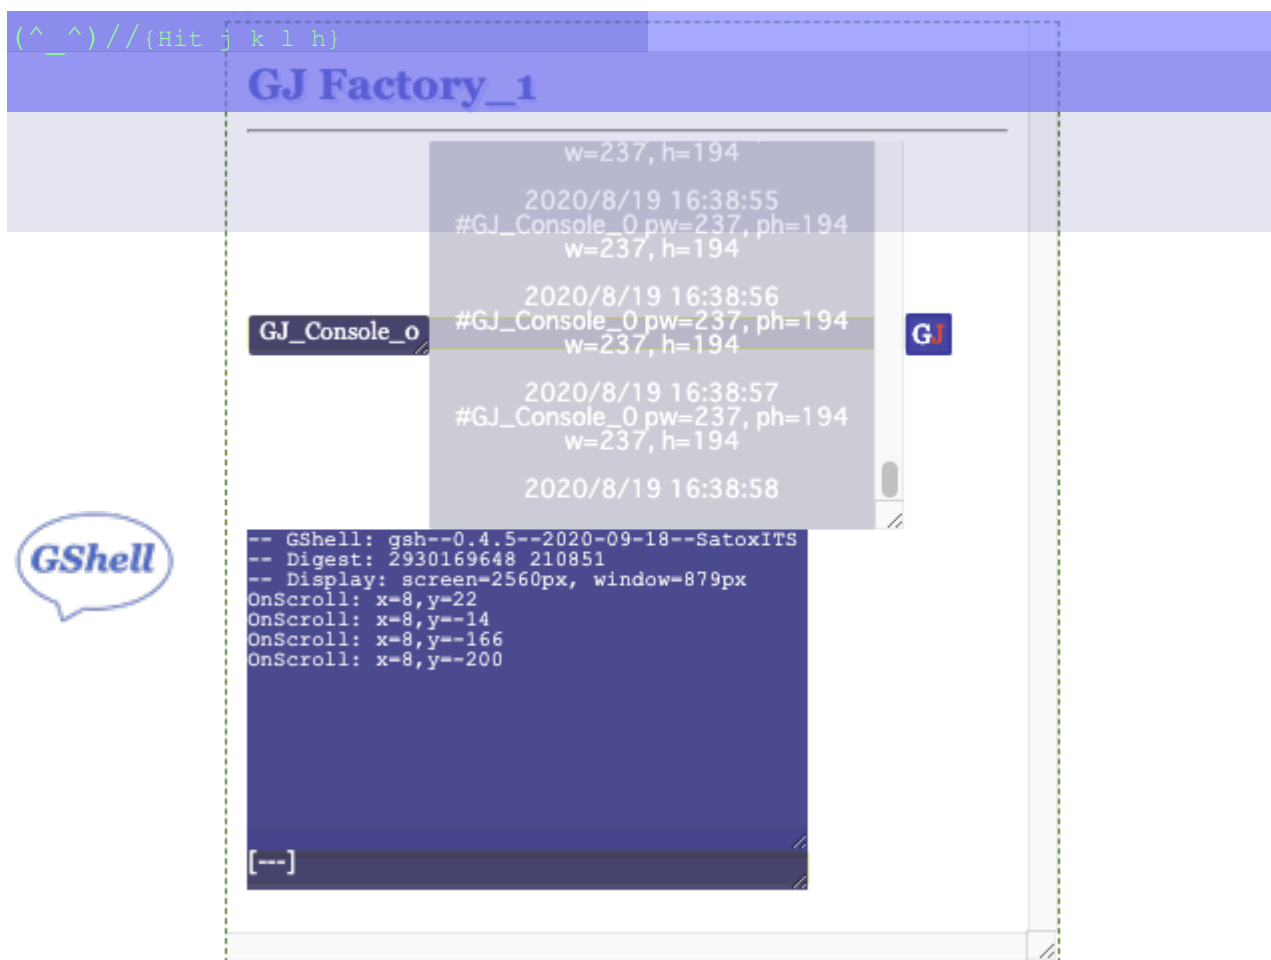 (^_^)//{Hit j k l h}
GJ Factory_1
w=237, h=194
2020/8/19 16:38:55
#GJ_Console_0 pw=237, ph=194
w=237, h=194
2020/8/19 16:38:56
#GJ_Console_0 pw=237, ph=194
w=237, h=194
GJ_Console_0
GJ
2020/8/19 16:38:57
#GJ_Console_0 pw=237, ph=194
w=237, h=194
2020/8/19 16:38:58
GShell
-- GShell: gsh--0.4.5--2020-09-18--SatoxITS
-- Digest: 2930169648 210851
-- Display: screen=2560px, window=879px
OnScroll: x=8,y=22
OnScroll: x=8,y=-14
OnScroll: x=8,y=-166
OnScroll: x=8,y=-200
[---]